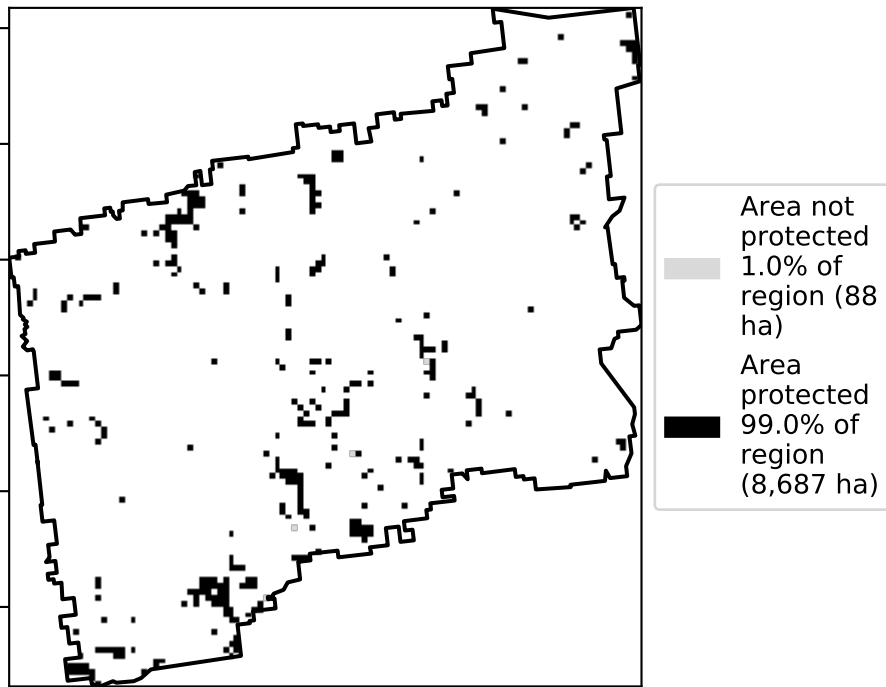 Area not
protected
1.0% of
region (88
ha)
Area
protected
99.0% of
region
(8,687 ha)